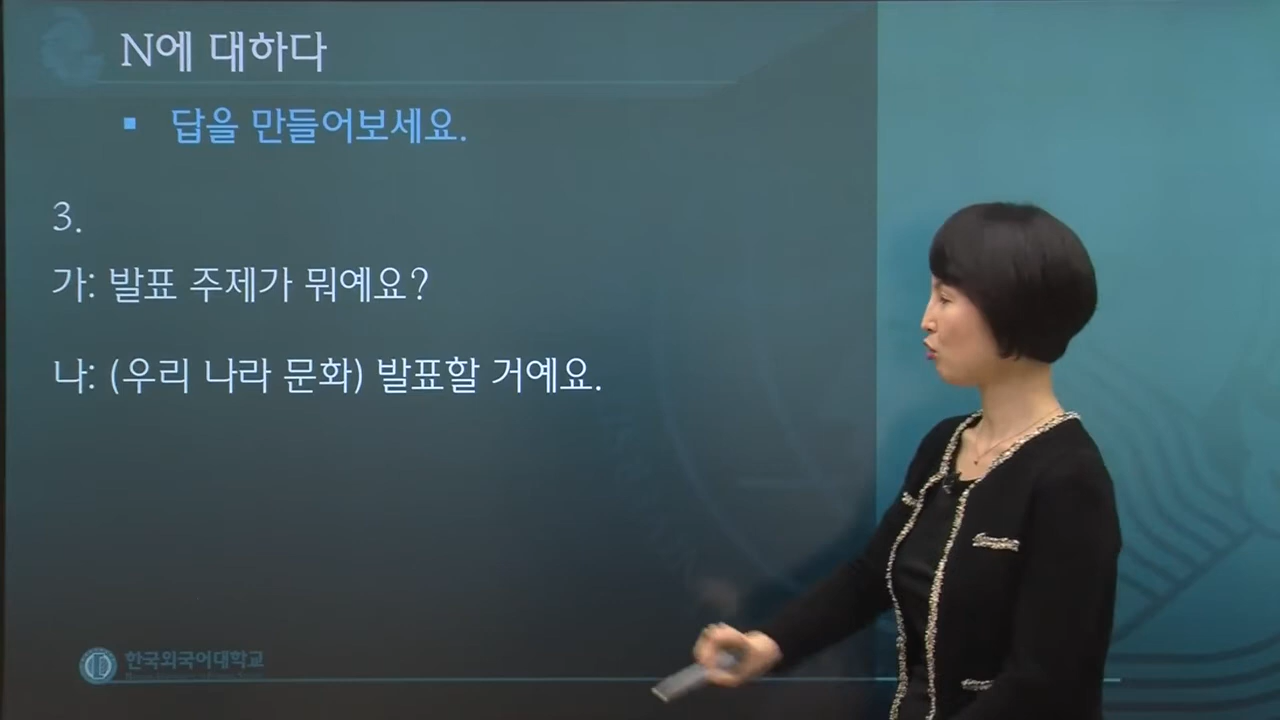 N에 대하다
▪ 답을 만들어보세요.
3.
가: 발표 주제가 뭐예요?
나: (우리 나라 문화) 발표할 거예요.
한국외국어대학교